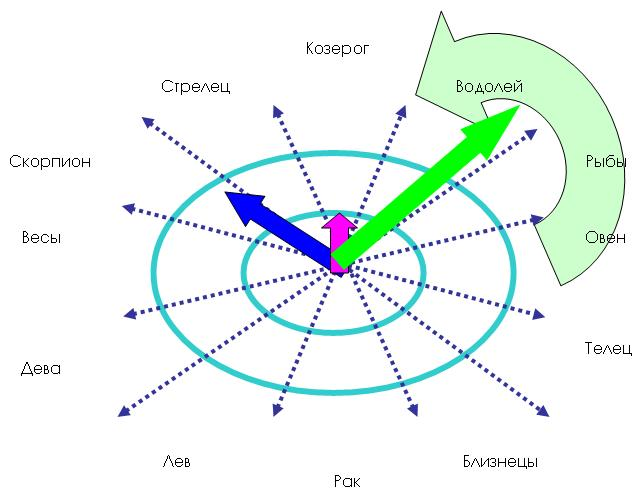 Козерог
Стрелец
Водолей
Скорпион
Рыбы
Весы
Овен
Телец
Дева
Лев
Близнецы
Рак